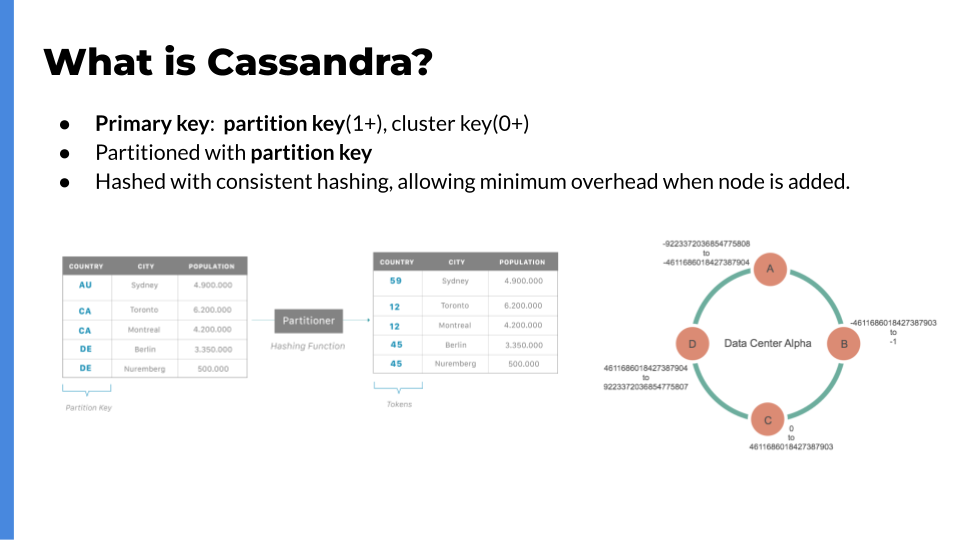 What is Cassandra?
● Primary key: partition key(1+), cluster key(0+)
● Partitioned with partition key
● Hashed with consistent hashing, allowing minimum overhead when node is added.
COUNTRY CITY POPULATION
AU Sydney 4.900.000
CA Toronto 6.200.000
CA Montreal 4.200.000
DE Berlin 3.350.000
DE Nuremberg 500.000
Partition Key
Partitioner
Hashing Function
COUNTRY CITY POPULATION
59 Sydney 4.900.000
12 Toronto 6.200.000
12 Montreal 4.200.000
45 Berlin 3.350.000
45 Nuremberg 500.000
Tokens
-9223372036854775808
to
-4611686018427387904
A
-4611686018427387903
to
-1
B
Data Center Alpha
D
4611686018427387904
to
9223372036854775807
C
0
to
4611686018427387903